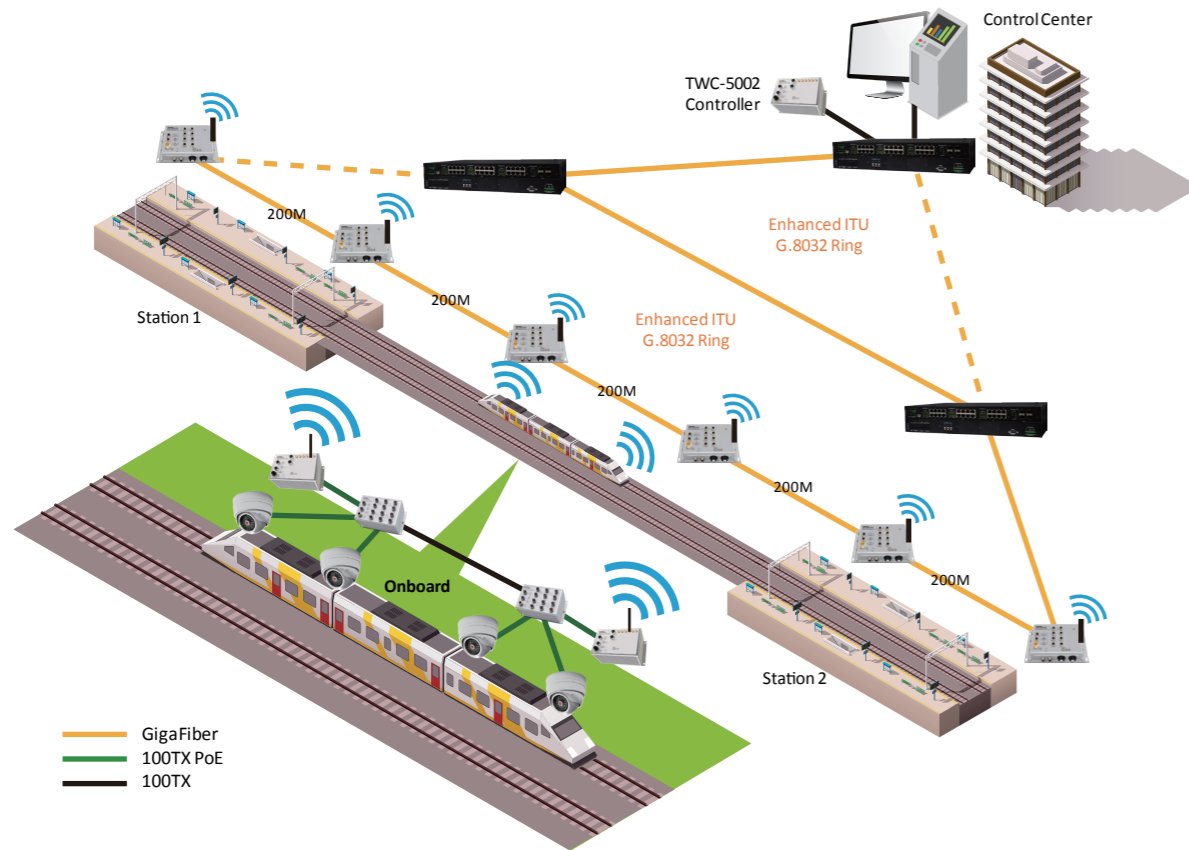 Control Center
TWC-5002
Controller
200M
Enhanced ITU
G.8032 Ring
200M
Station 1
Enhanced ITU
G.8032 Ring
200M
200M
200M
Onboard
Station 2
GigaFiber
100TX PoE
100TX